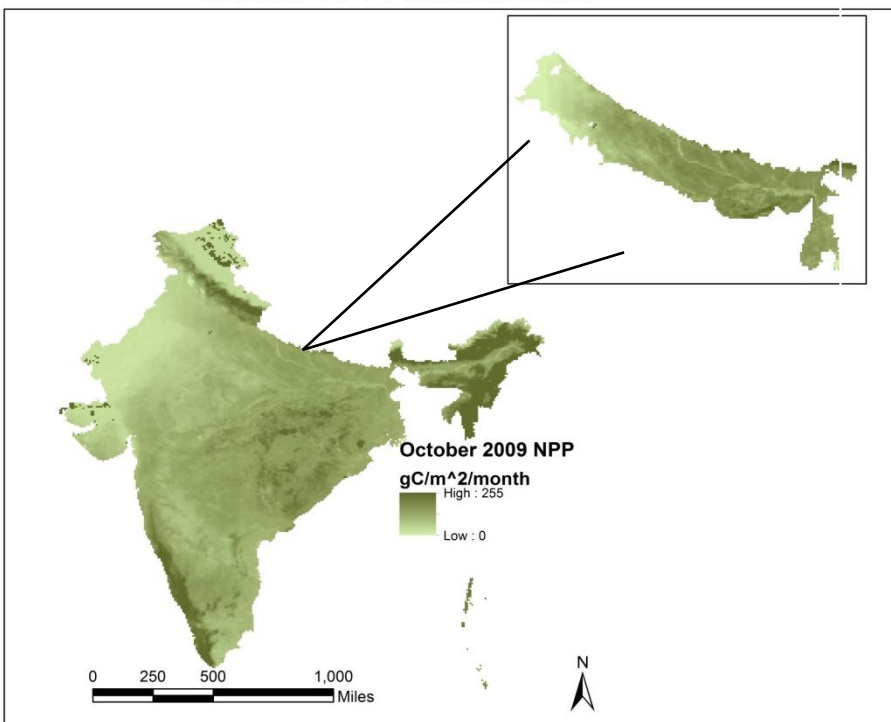 October 2009 NPP
gC/m^2/month
High : 255
Low : 0
0 250 500 1,000
Miles
N